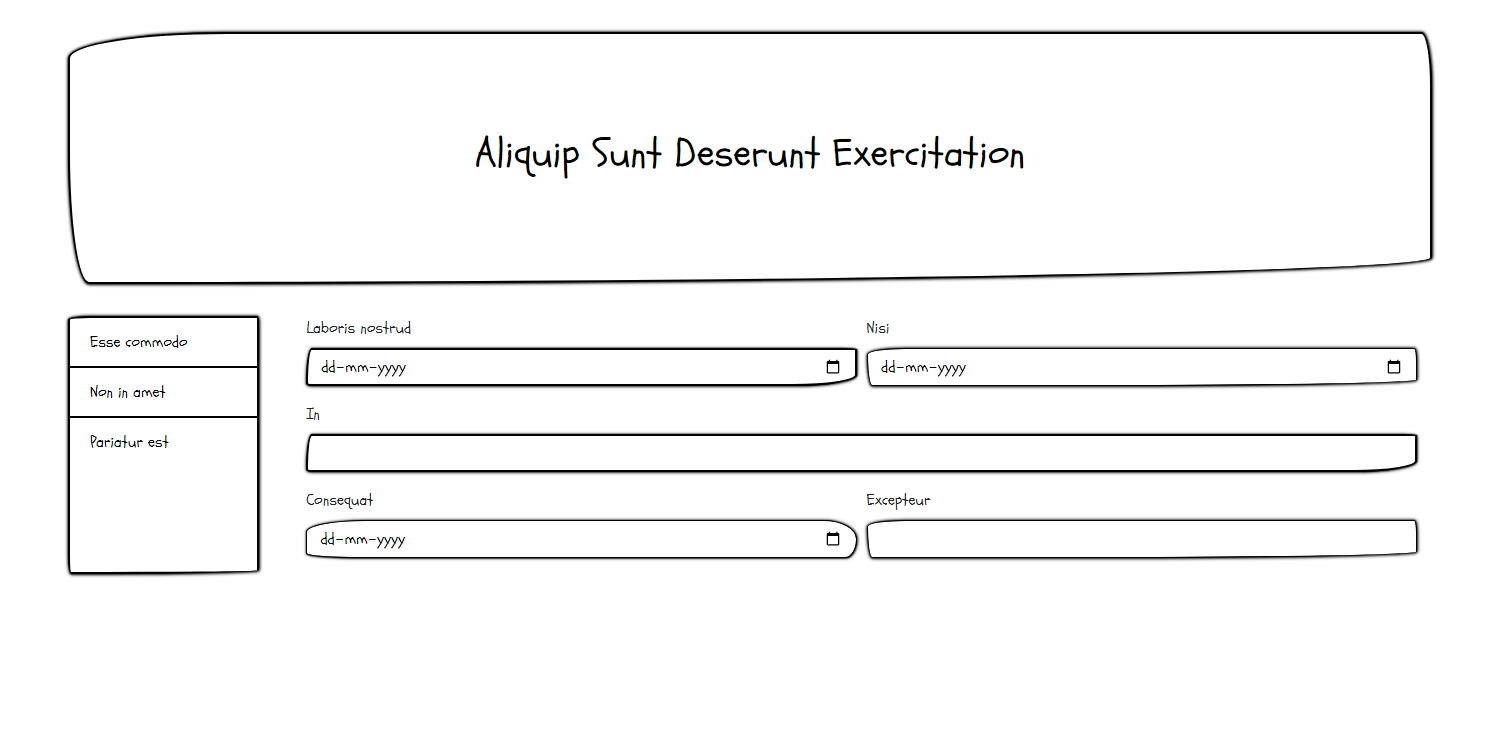 Aliquip Sunt Deserunt Exercitation
Esse commodo
Non in amet
Pariatur est
Laboris nostrud
dd-mm-yyyy
Nisi
dd-mm-yyyy
In
Consequat
dd-mm-yyyy
Excepteur